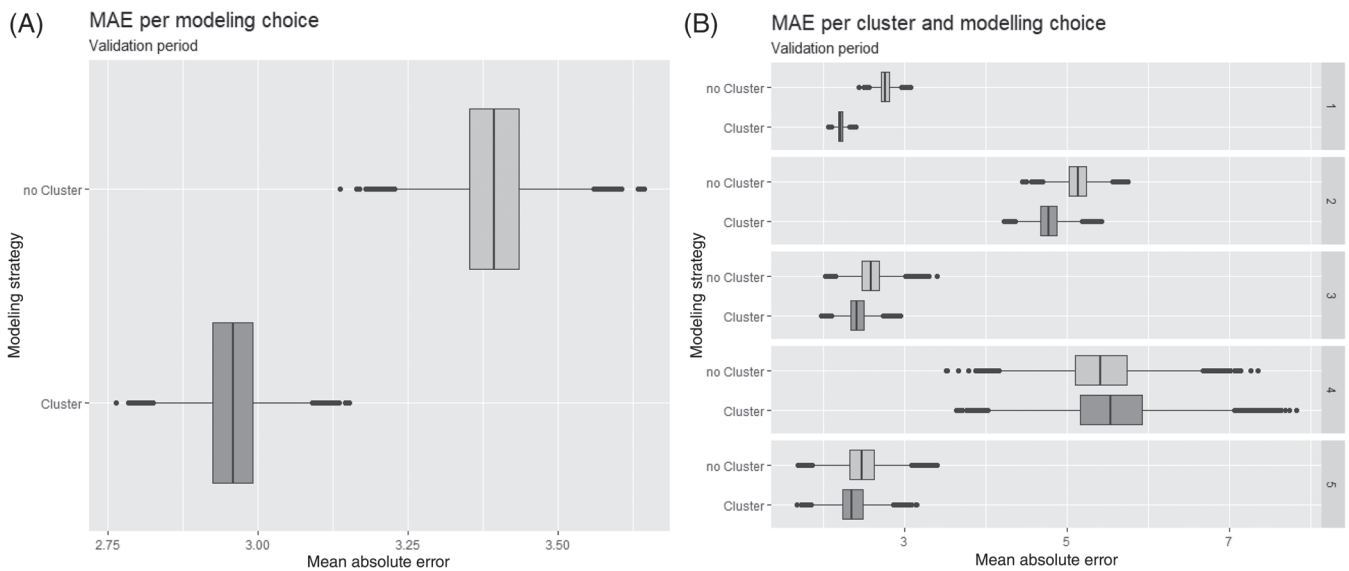 (A)
MAE per modeling choice
Validation period
Modeling strategy
no Cluster
Cluster
2.75 3.00 3.25 3.50
Mean absolute error
(B)
MAE per cluster and modelling choice
Validation period
Modeling strategy
no Cluster
Cluster
1
no Cluster
Cluster
2
no Cluster
Cluster
3
no Cluster
Cluster
4
no Cluster
Cluster
5
3 5 7
Mean absolute error